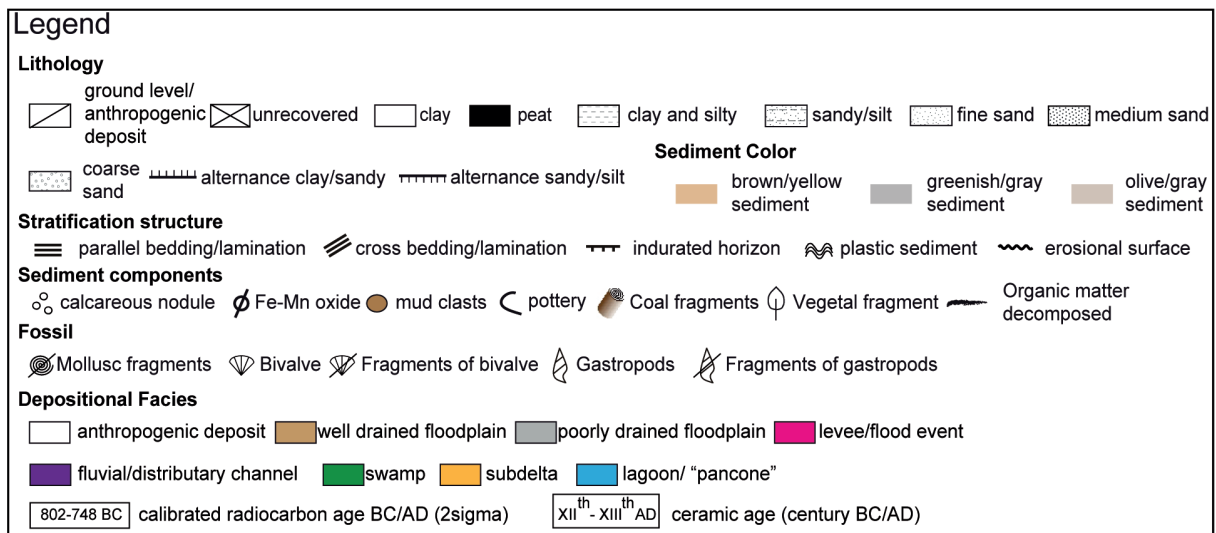 Legend
Lithology
ground level/
anthropogenic
deposit
unrecovered
clay
peat
clay and silty
sandy/silt
fine sand
medium sand
coarse
sand
alternance clay/sandy
alternance sandy/silt
Sediment Color
brown/yellow
sediment
greenish/gray
sediment
olive/gray
sediment
Stratification structure
parallel bedding/lamination
cross bedding/lamination
indurated horizon
plastic sediment
erosional surface
Sediment components
calcareous nodule
Fe-Mn oxide
mud clasts
pottery
Coal fragments
Vegetal fragment
Organic matter
decomposed
Fossil
Mollusc fragments
Bivalve
Fragments of bivalve
Gastropods
Fragments of gastropods
Depositional Facies
anthropogenic deposit
well drained floodplain
poorly drained floodplain
levee/flood event
fluvial/distributary channel
swamp
subdelta
lagoon/ “pancone”
802-748 BC
calibrated radiocarbon age BC/AD (2sigma)
XIIth - XIIIth AD
ceramic age (century BC/AD)